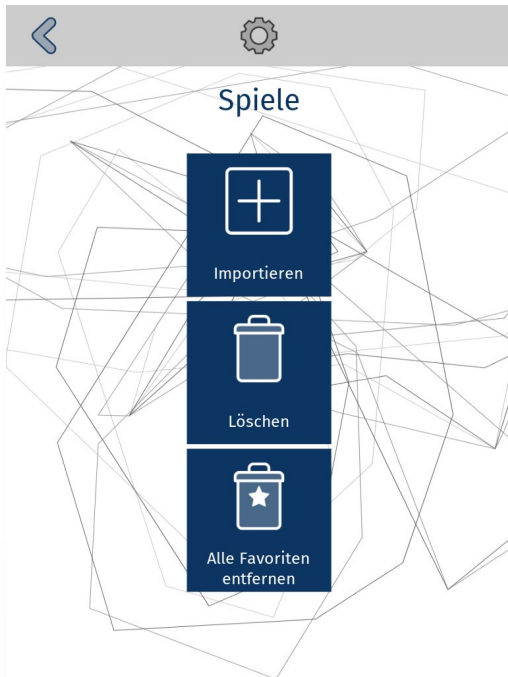 Spiele
Importieren
Löschen
Alle Favoriten
entfernen